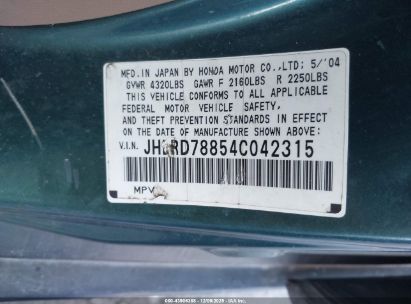 MFD.IN JAPAN BY HONDA MOTOR CO.,LTD; 5/'04
GVWR 4320LBS GAWR F 2160LBS R 2250LBS
THIS VEHICLE CONFORMS TO ALL APPLICABLE
FEDERAL MOTOR VEHICLE SAFETY,
AND THEFT PREVENTION STANDARDS IN EFFECT
ON THE DATE OF MANUFACTURE SHOWN ABOVE:
V.I.N. JHLRD78854C042315
MPV